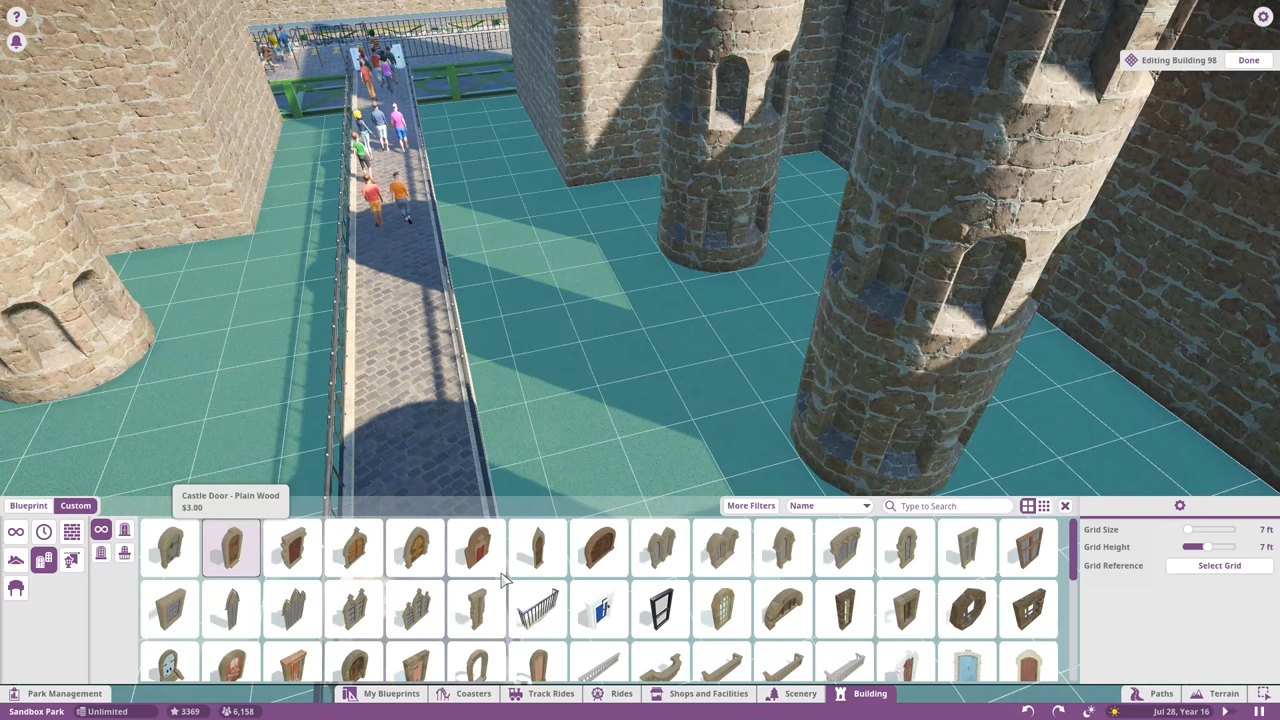 ?
Editing Building 98
Done
Castle Door - Plain Wood
$3.00
Blueprint
Custom
More Filters
Name
Type to Search
Grid Size
7 ft
Grid Height
7 ft
Grid Reference
Select Grid
Park Management
My Blueprints
Coasters
Track Rides
Rides
Shops and Facilities
Scenery
Building
Paths
Terrain
Sandbox Park
Unlimited
3369
6,158
Jul 28, Year 16